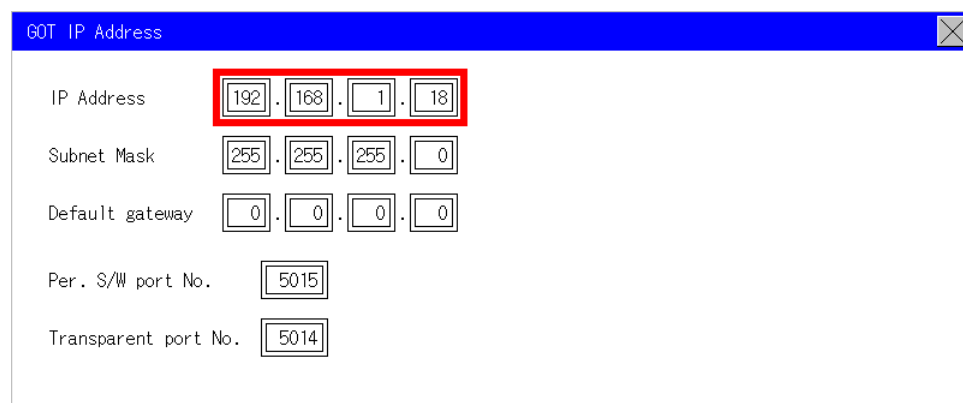 GOT IP Address
IP Address 192 . 168 . 1 . 18
Subnet Mask 255 . 255 . 255 . 0
Default gateway 0 . 0 . 0 . 0
Per. S/W port No. 5015
Transparent port No. 5014